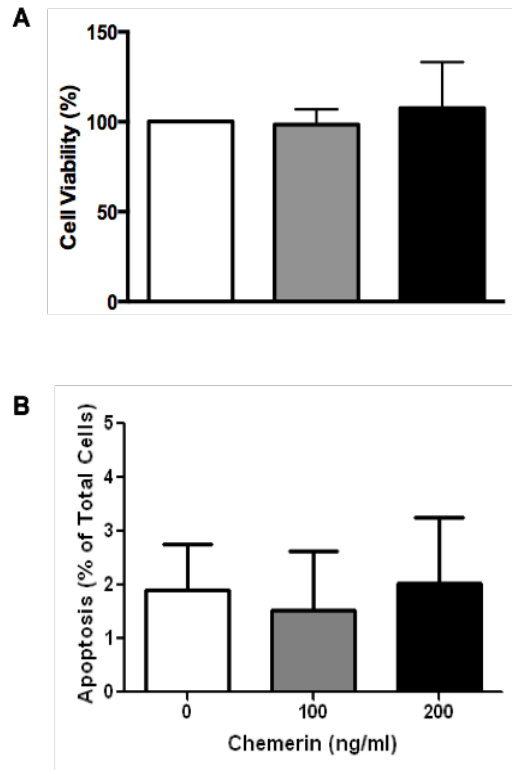 A
Cell Viability (%)
150
100
50
0
B
Apoptosis (% of Total Cells)
5
4
3
2
1
0
0 100 200
Chemerin (ng/ml)